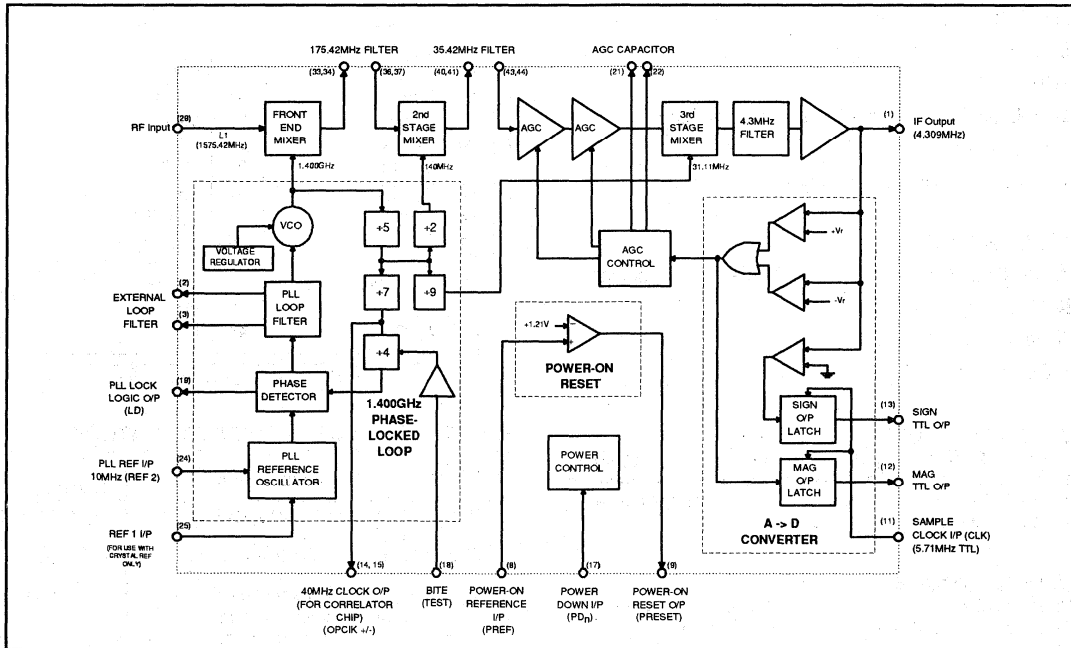 175.42MHz FILTER
35.42MHz FILTER
AGC CAPACITOR
(33,34)
(36,37)
(40,41)
(43,44)
(21)
(22)
(29)
RF Input
L1
(1575.42MHz)
FRONT
END
MIXER
2nd
STAGE
MIXER
AGC
AGC
3rd
STAGE
MIXER
4.3MHz
FILTER
(1)
IF Output
(4.309MHz)
1.400GHz
140MHz
31.11MHz
VCO
VOLTAGE
REGULATOR
÷5
÷2
÷7
÷9
÷4
AGC
CONTROL
+Vr
-Vr
(2)
EXTERNAL
LOOP
FILTER
(3)
PLL
LOOP
FILTER
+1.21V
−
+
POWER-ON
RESET
(19)
PLL LOCK
LOGIC O/P
(LD)
PHASE
DETECTOR
1.400GHz
PHASE-
LOCKED
LOOP
SIGN
O/P
LATCH
(13)
SIGN
TTL O/P
(24)
PLL REF I/P
10MHz (REF 2)
PLL
REFERENCE
OSCILLATOR
POWER
CONTROL
MAG
O/P
LATCH
(12)
MAG
TTL O/P
(25)
REF 1 I/P
(FOR USE WITH
CRYSTAL REF
ONLY)
A -> D
CONVERTER
(11)
SAMPLE
CLOCK I/P (CLK)
(5.71MHz TTL)
(14, 15)
(18)
(8)
(17)
(9)
40MHz CLOCK O/P
(FOR CORRELATOR
CHIP)
(OPClK +/-)
BITE
(TEST)
POWER-ON
REFERENCE
I/P
(PREF)
POWER
DOWN I/P
(PDn)
POWER-ON
RESET O/P
(PRESET)